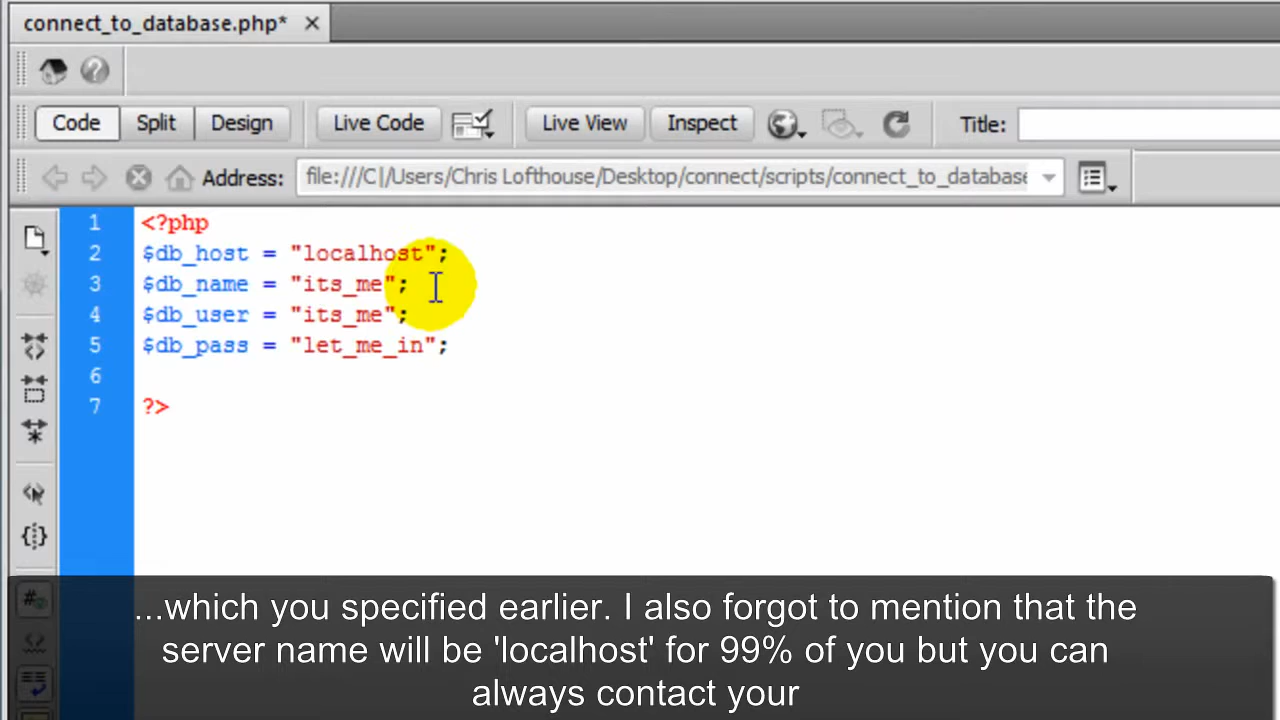 connect_to_database.php*
Code Split Design Live Code Live View Inspect Title:
Address: file:///C|/Users/Chris Lofthouse/Desktop/connect/scripts/connect_to_database
1 <?php
2 $db_host = "localhost";
3 $db_name = "its_me";
4 $db_user = "its_me";
5 $db_pass = "let_me_in";
6
7 ?>
...which you specified earlier. I also forgot to mention that the
server name will be 'localhost' for 99% of you but you can
always contact your